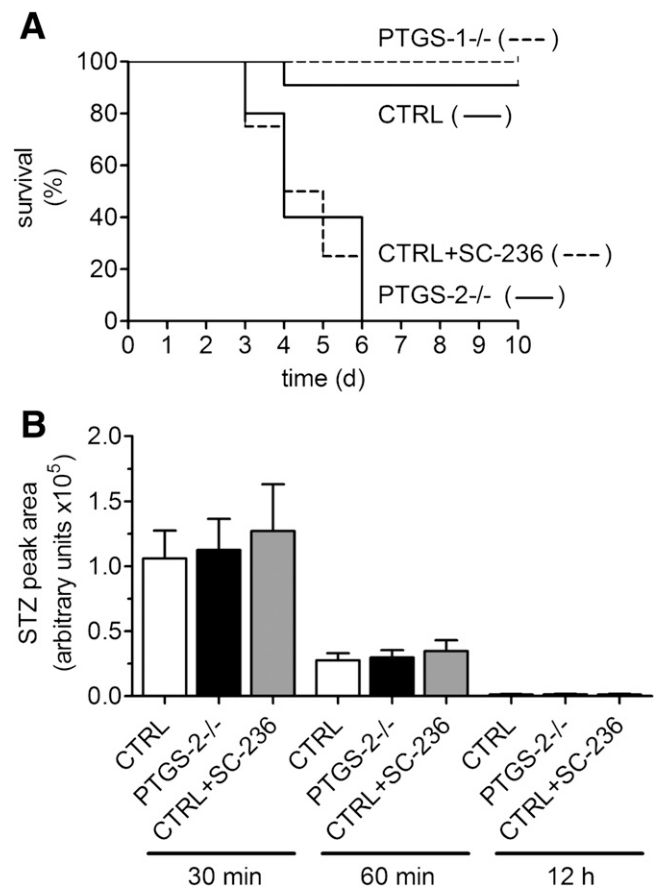 A
PTGS-1-/- (---)
CTRL (—)
CTRL+SC-236 (---)
PTGS-2-/- (—)
survival
(%)
100
80
60
40
20
0
0 1 2 3 4 5 6 7 8 9 10
time (d)
B
STZ peak area
(arbitrary units x10⁵)
2.0
1.5
1.0
0.5
0.0
CTRL
PTGS-2-/-
CTRL+SC-236
CTRL
PTGS-2-/-
CTRL+SC-236
CTRL
PTGS-2-/-
CTRL+SC-236
30 min
60 min
12 h